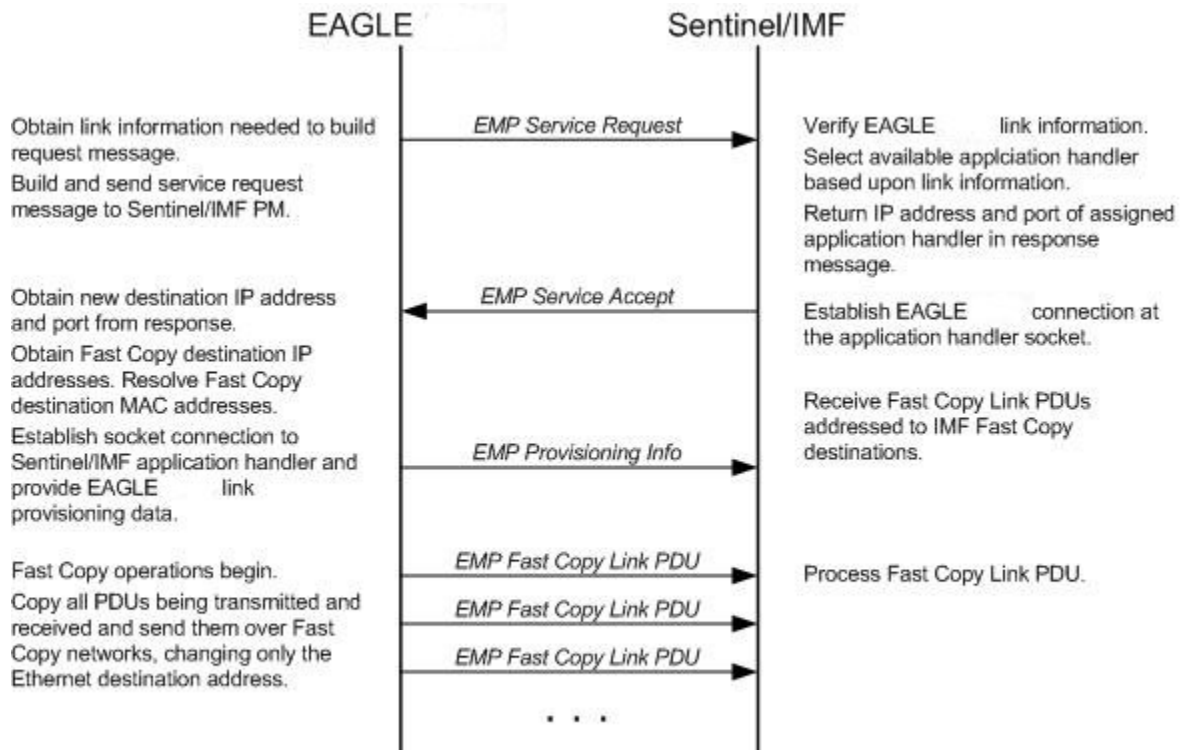 EAGLE
Sentinel/IMF
Obtain link information needed to build
request message.
Build and send service request
message to Sentinel/IMF PM.
EMP Service Request
Verify EAGLE link information.
Select available applciation handler
based upon link information.
Return IP address and port of assigned
application handler in response
message.
Obtain new destination IP address
and port from response.
Obtain Fast Copy destination IP
addresses. Resolve Fast Copy
destination MAC addresses.
Establish socket connection to
Sentinel/IMF application handler and
provide EAGLE link
provisioning data.
EMP Service Accept
Establish EAGLE connection at
the application handler socket.
Receive Fast Copy Link PDUs
addressed to IMF Fast Copy
destinations.
EMP Provisioning Info
Fast Copy operations begin.
Copy all PDUs being transmitted and
received and send them over Fast
Copy networks, changing only the
Ethernet destination address.
EMP Fast Copy Link PDU
Process Fast Copy Link PDU.
EMP Fast Copy Link PDU
EMP Fast Copy Link PDU
. . .